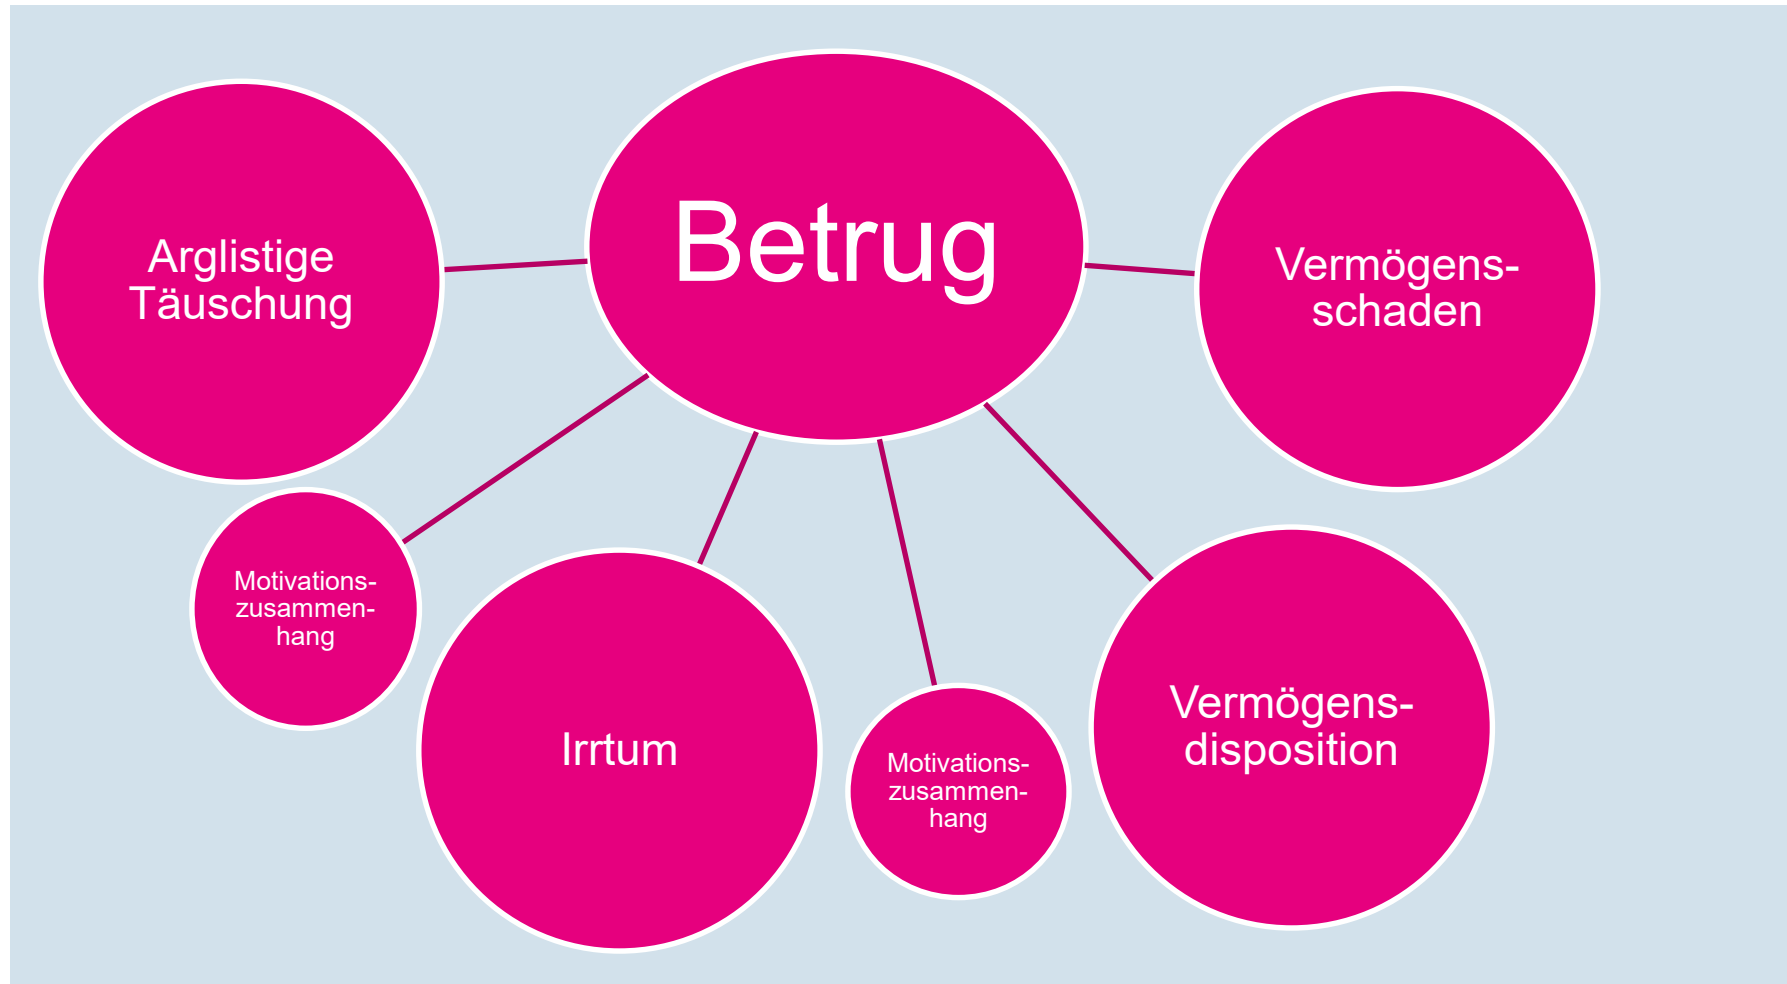 Betrug
Arglistige
Täuschung
Vermögens-
schaden
Motivations-
zusammen-
hang
Irrtum
Motivations-
zusammen-
hang
Vermögens-
disposition